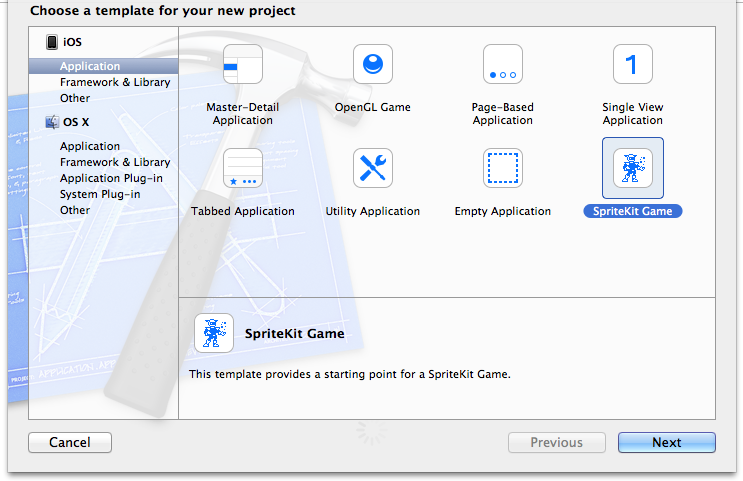 Choose a template for your new project
iOS
Application
Framework & Library
Other
OS X
Application
Framework & Library
Application Plug-in
System Plug-in
Other
Master-Detail
Application
OpenGL Game
Page-Based
Application
1
Single View
Application
Tabbed Application
Utility Application
Empty Application
SpriteKit Game
SpriteKit Game
This template provides a starting point for a SpriteKit Game.
Cancel
Previous
Next